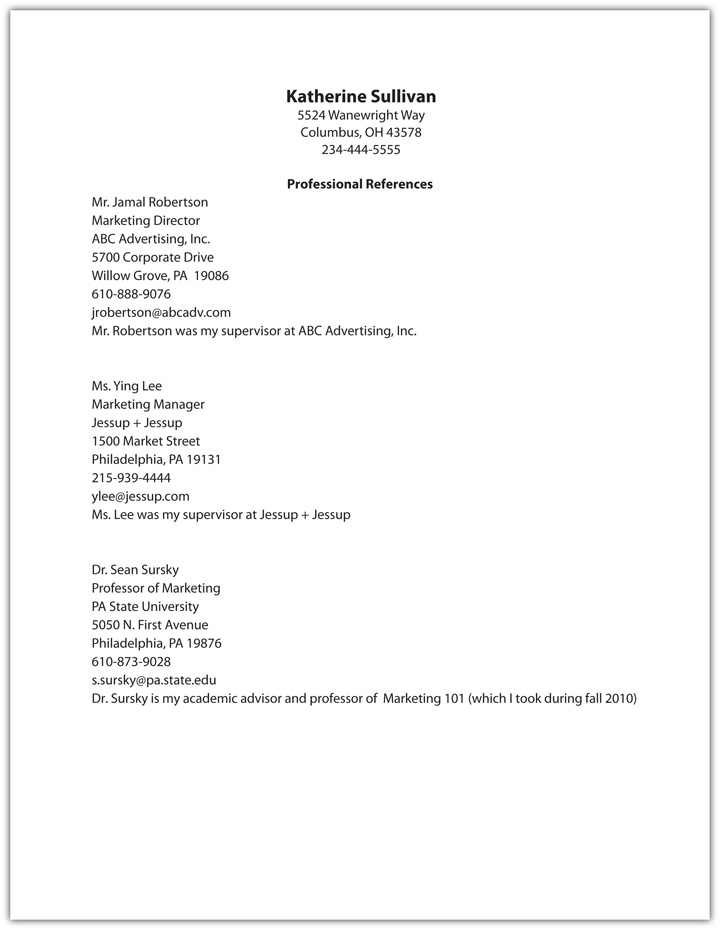 Katherine Sullivan
5524 Wanewright Way
Columbus, OH 43578
234-444-5555
Professional References
Mr. Jamal Robertson
Marketing Director
ABC Advertising, Inc.
5700 Corporate Drive
Willow Grove, PA  19086
610-888-9076
jrobertson@abcadv.com
Mr. Robertson was my supervisor at ABC Advertising, Inc.
Ms. Ying Lee
Marketing Manager
Jessup + Jessup
1500 Market Street
Philadelphia, PA 19131
215-939-4444
ylee@jessup.com
Ms. Lee was my supervisor at Jessup + Jessup
Dr. Sean Sursky
Professor of Marketing
PA State University
5050 N. First Avenue
Philadelphia, PA 19876
610-873-9028
s.sursky@pa.state.edu
Dr. Sursky is my academic advisor and professor of  Marketing 101 (which I took during fall 2010)